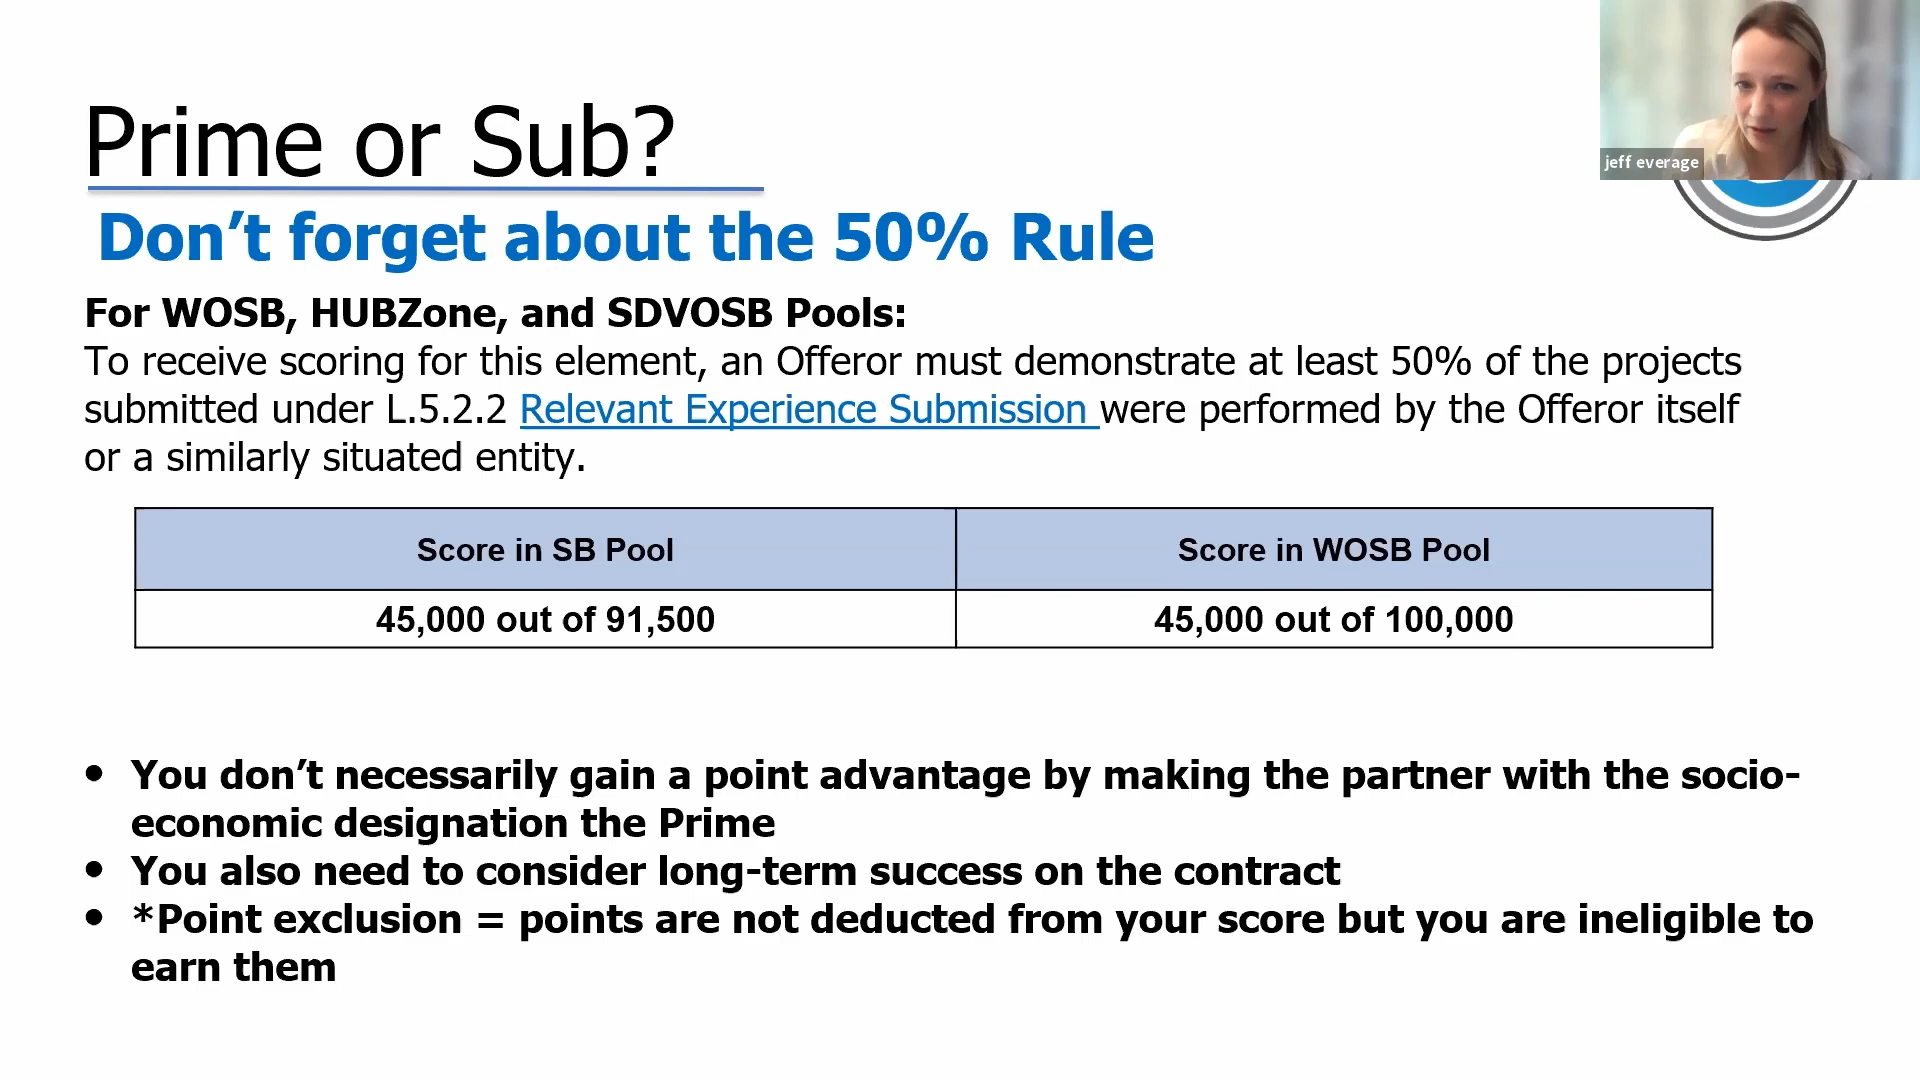 Prime or Sub?
jeff everage
Don’t forget about the 50% Rule
For WOSB, HUBZone, and SDVOSB Pools:
To receive scoring for this element, an Offeror must demonstrate at least 50% of the projects
submitted under L.5.2.2 Relevant Experience Submission were performed by the Offeror itself
or a similarly situated entity.
Score in SB Pool
Score in WOSB Pool
45,000 out of 91,500
45,000 out of 100,000
• You don’t necessarily gain a point advantage by making the partner with the socio-
economic designation the Prime
• You also need to consider long-term success on the contract
• *Point exclusion = points are not deducted from your score but you are ineligible to
earn them